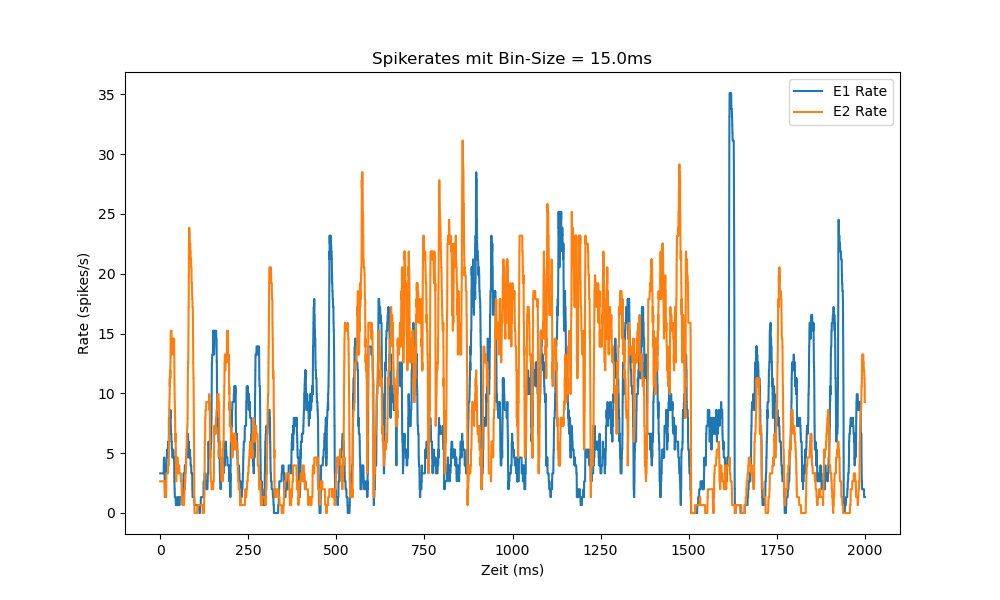 Spikerates mit Bin-Size = 15.0ms
E1 Rate
E2 Rate
Rate (spikes/s)
35
30
25
20
15
10
5
0
0 250 500 750 1000 1250 1500 1750 2000
Zeit (ms)